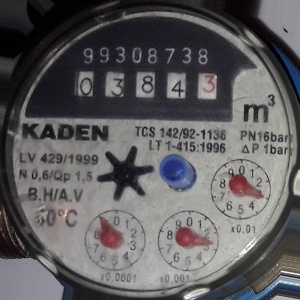 99308738
03843
m³
KADEN
TCS 142/92-1136 PN16bar
LV 429/1999 LT 1-415:1996 ΔP 1bar
N 0,6/Qp 1,5
B.H/A.V
50°C
x0,01
x0,0001 x0,001